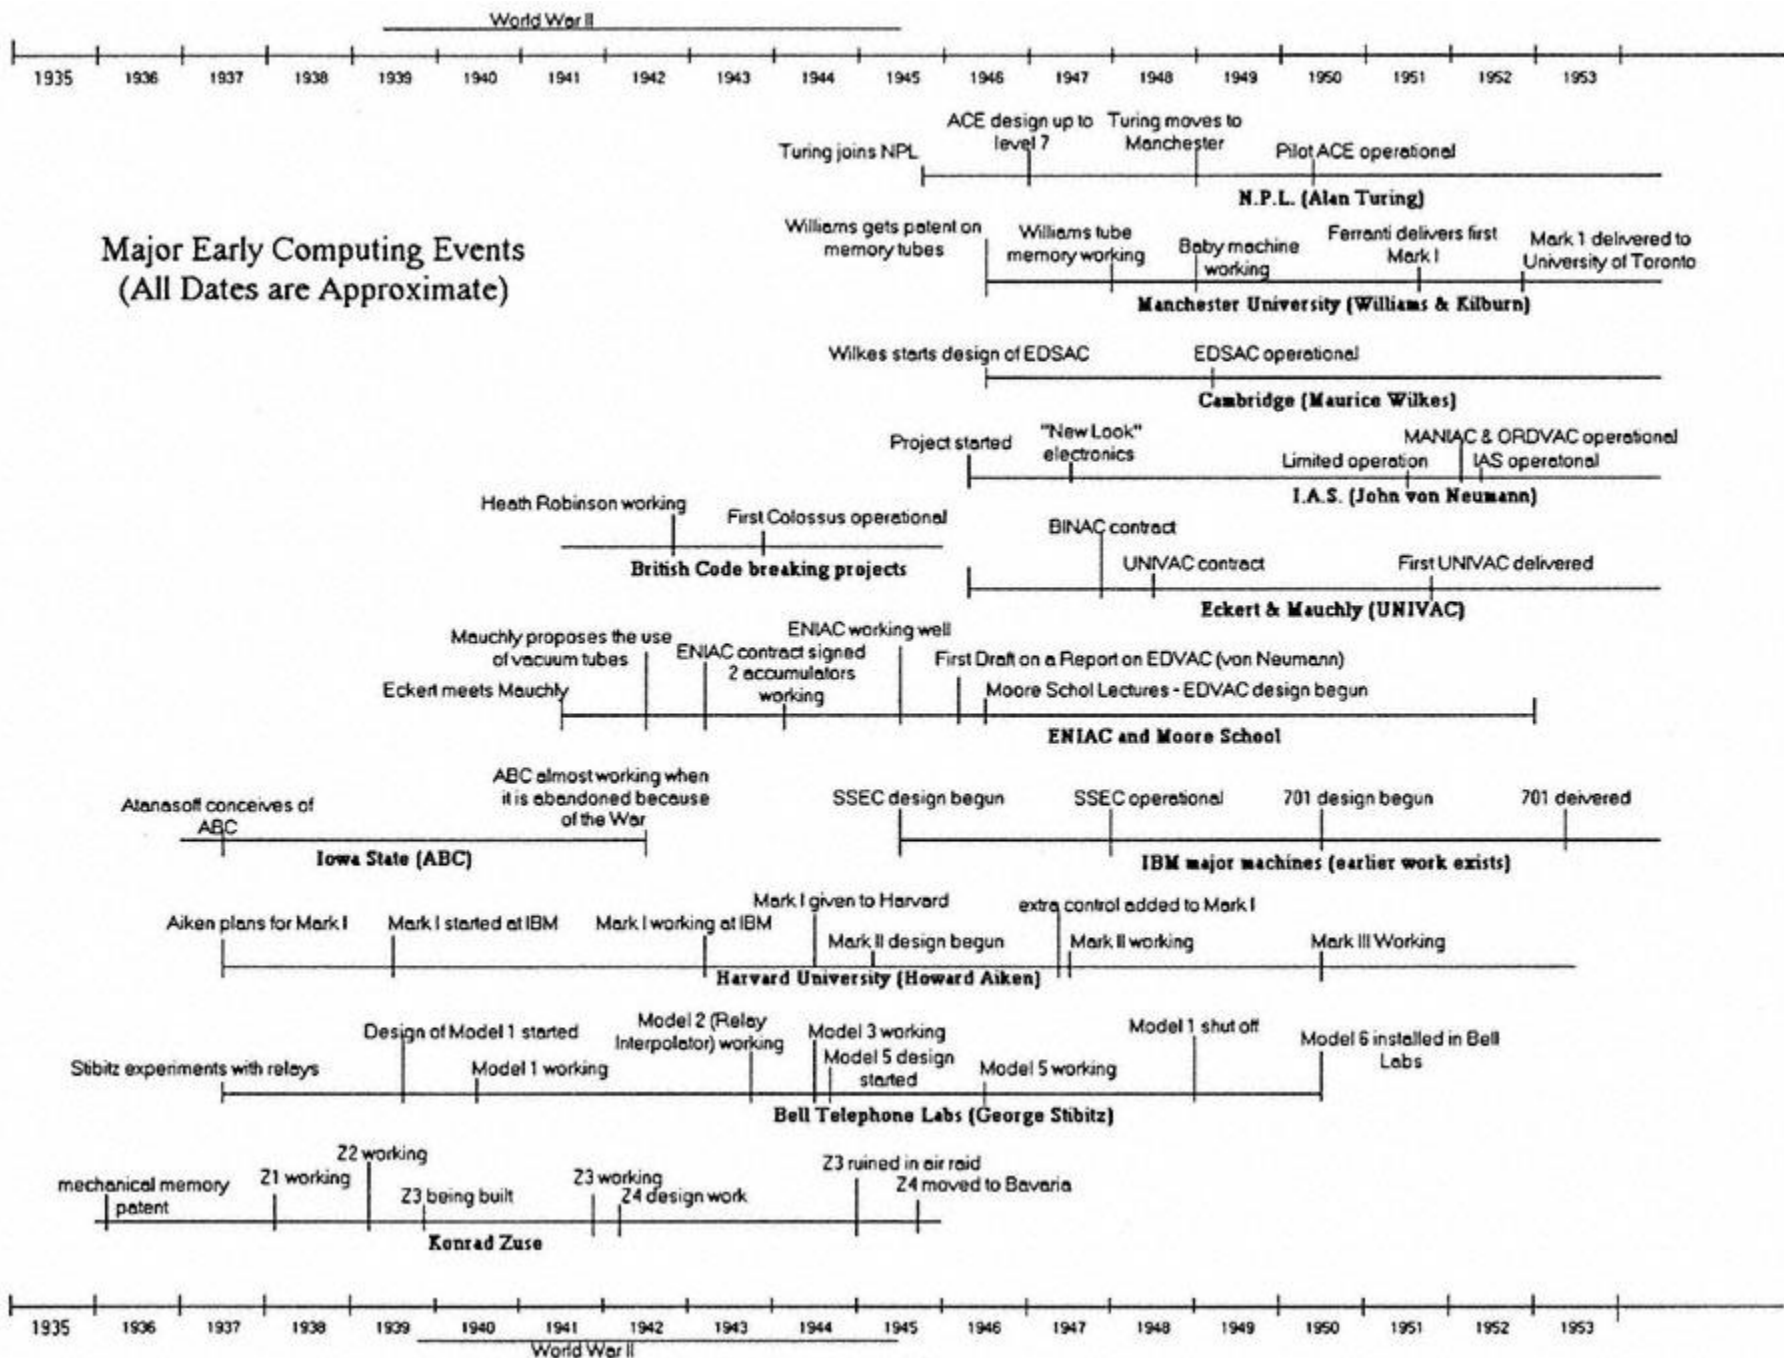 World War II
1935 1936 1937 1938 1939 1940 1941 1942 1943 1944 1945 1946 1947 1948 1949 1950 1951 1952 1953
Major Early Computing Events
(All Dates are Approximate)
Turing joins NPL
ACE design up to
level 7
Turing moves to
Manchester
Pilot ACE operational
N.P.L. (Alan Turing)
Williams gets patent on
memory tubes
Williams tube
memory working
Baby machine
working
Ferranti delivers first
Mark I
Mark 1 delivered to
University of Toronto
Manchester University (Williams & Kilburn)
Wilkes starts design of EDSAC
EDSAC operational
Cambridge (Maurice Wilkes)
Project started
"New Look"
electronics
Limited operation
MANIAC & ORDVAC operational
IAS operatonal
I.A.S. (John von Neumann)
Heath Robinson working
First Colossus operational
British Code breaking projects
BINAC contract
UNIVAC contract
First UNIVAC delivered
Eckert & Mauchly (UNIVAC)
Eckert meets Mauchly
Mauchly proposes the use
of vacuum tubes
ENIAC contract signed
2 accumulators
working
ENIAC working well
First Draft on a Report on EDVAC (von Neumann)
Moore Schol Lectures - EDVAC design begun
ENIAC and Moore School
Atanasoff conceives of
ABC
ABC almost working when
it is abandoned because
of the War
Iowa State (ABC)
SSEC design begun
SSEC operational
701 design begun
701 deivered
IBM major machines (earlier work exists)
Aiken plans for Mark I
Mark I started at IBM
Mark I working at IBM
Mark I given to Harvard
Mark II design begun
extra control added to Mark I
Mark II working
Mark III Working
Harvard University (Howard Aiken)
Stibitz experiments with relays
Design of Model 1 started
Model 1 working
Model 2 (Relay
Interpolator) working
Model 3 working
Model 5 design
started
Model 5 working
Model 1 shut off
Model 6 installed in Bell
Labs
Bell Telephone Labs (George Stibitz)
mechanical memory
patent
Z1 working
Z2 working
Z3 being built
Z3 working
Z4 design work
Z3 ruined in air raid
Z4 moved to Bavaria
Konrad Zuse
1935 1936 1937 1938 1939 1940 1941 1942 1943 1944 1945 1946 1947 1948 1949 1950 1951 1952 1953
World War II